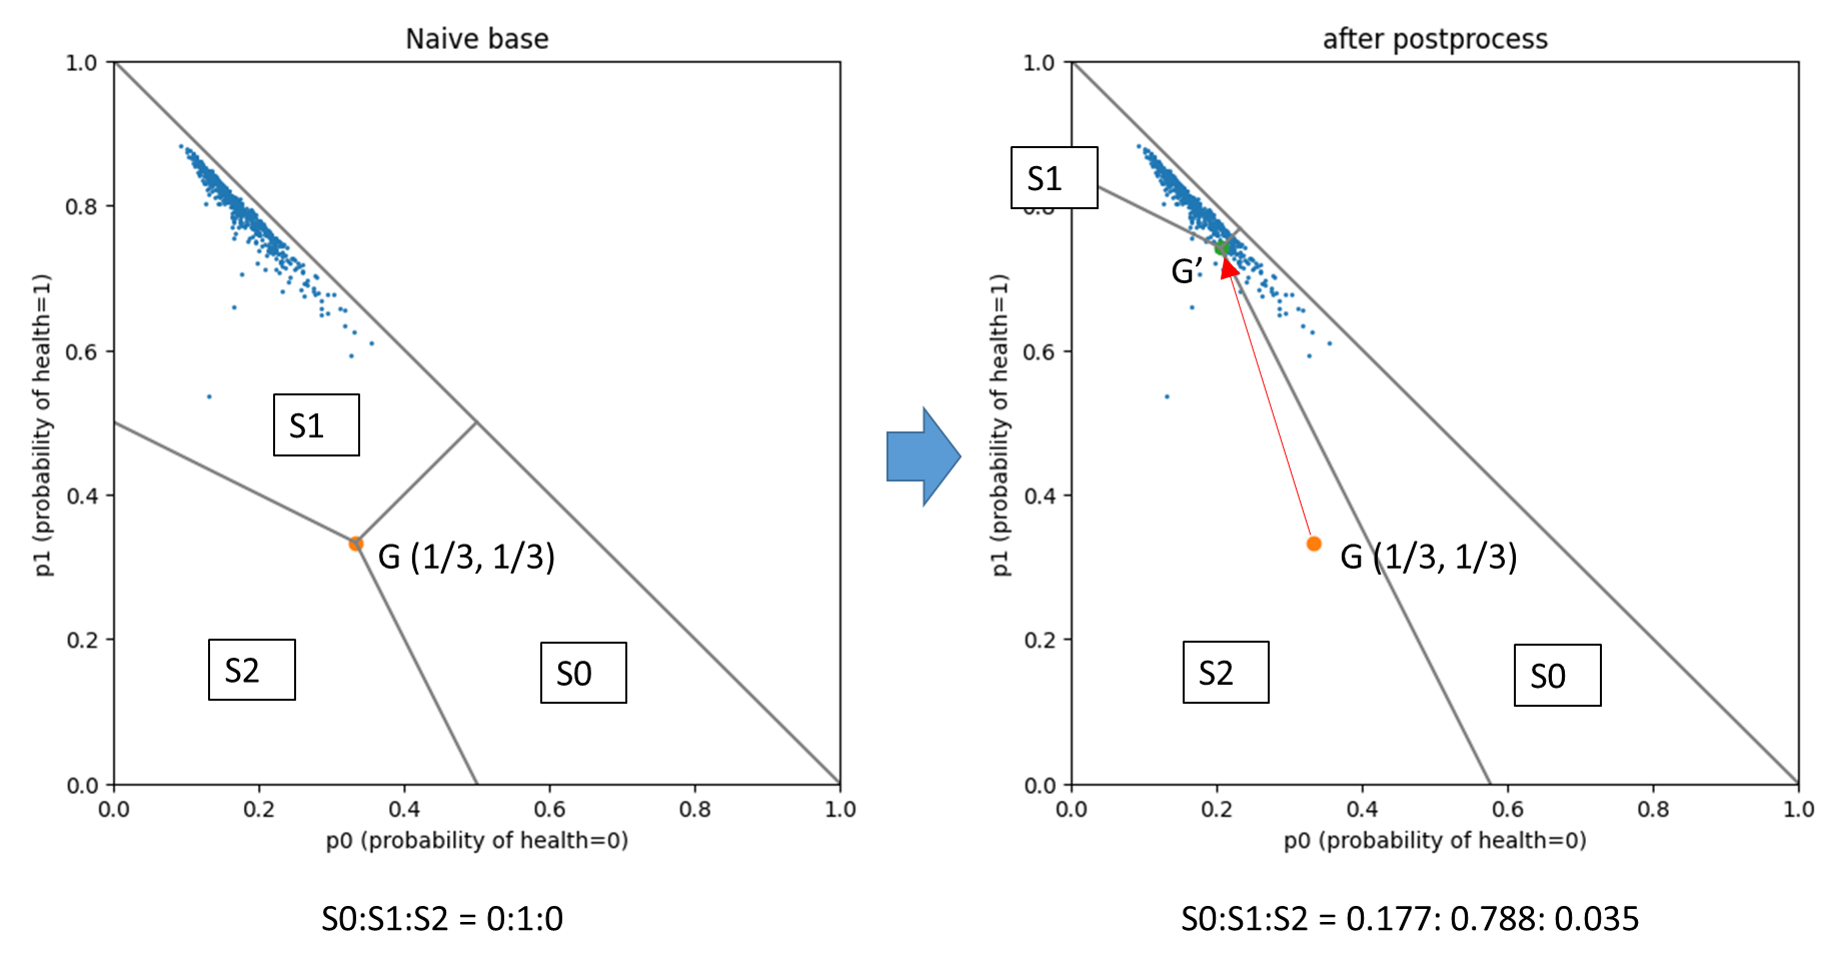 Naive base
1.0
0.8
0.6
0.4
0.2
0.0
p1 (probability of health=1)
S1
G (1/3, 1/3)
S2
S0
0.0 0.2 0.4 0.6 0.8 1.0
p0 (probability of health=0)
S0:S1:S2 = 0:1:0
after postprocess
1.0
0.8
0.6
0.4
0.2
0.0
p1 (probability of health=1)
S1
G’
G (1/3, 1/3)
S2
S0
0.0 0.2 0.4 0.6 0.8 1.0
p0 (probability of health=0)
S0:S1:S2 = 0.177: 0.788: 0.035